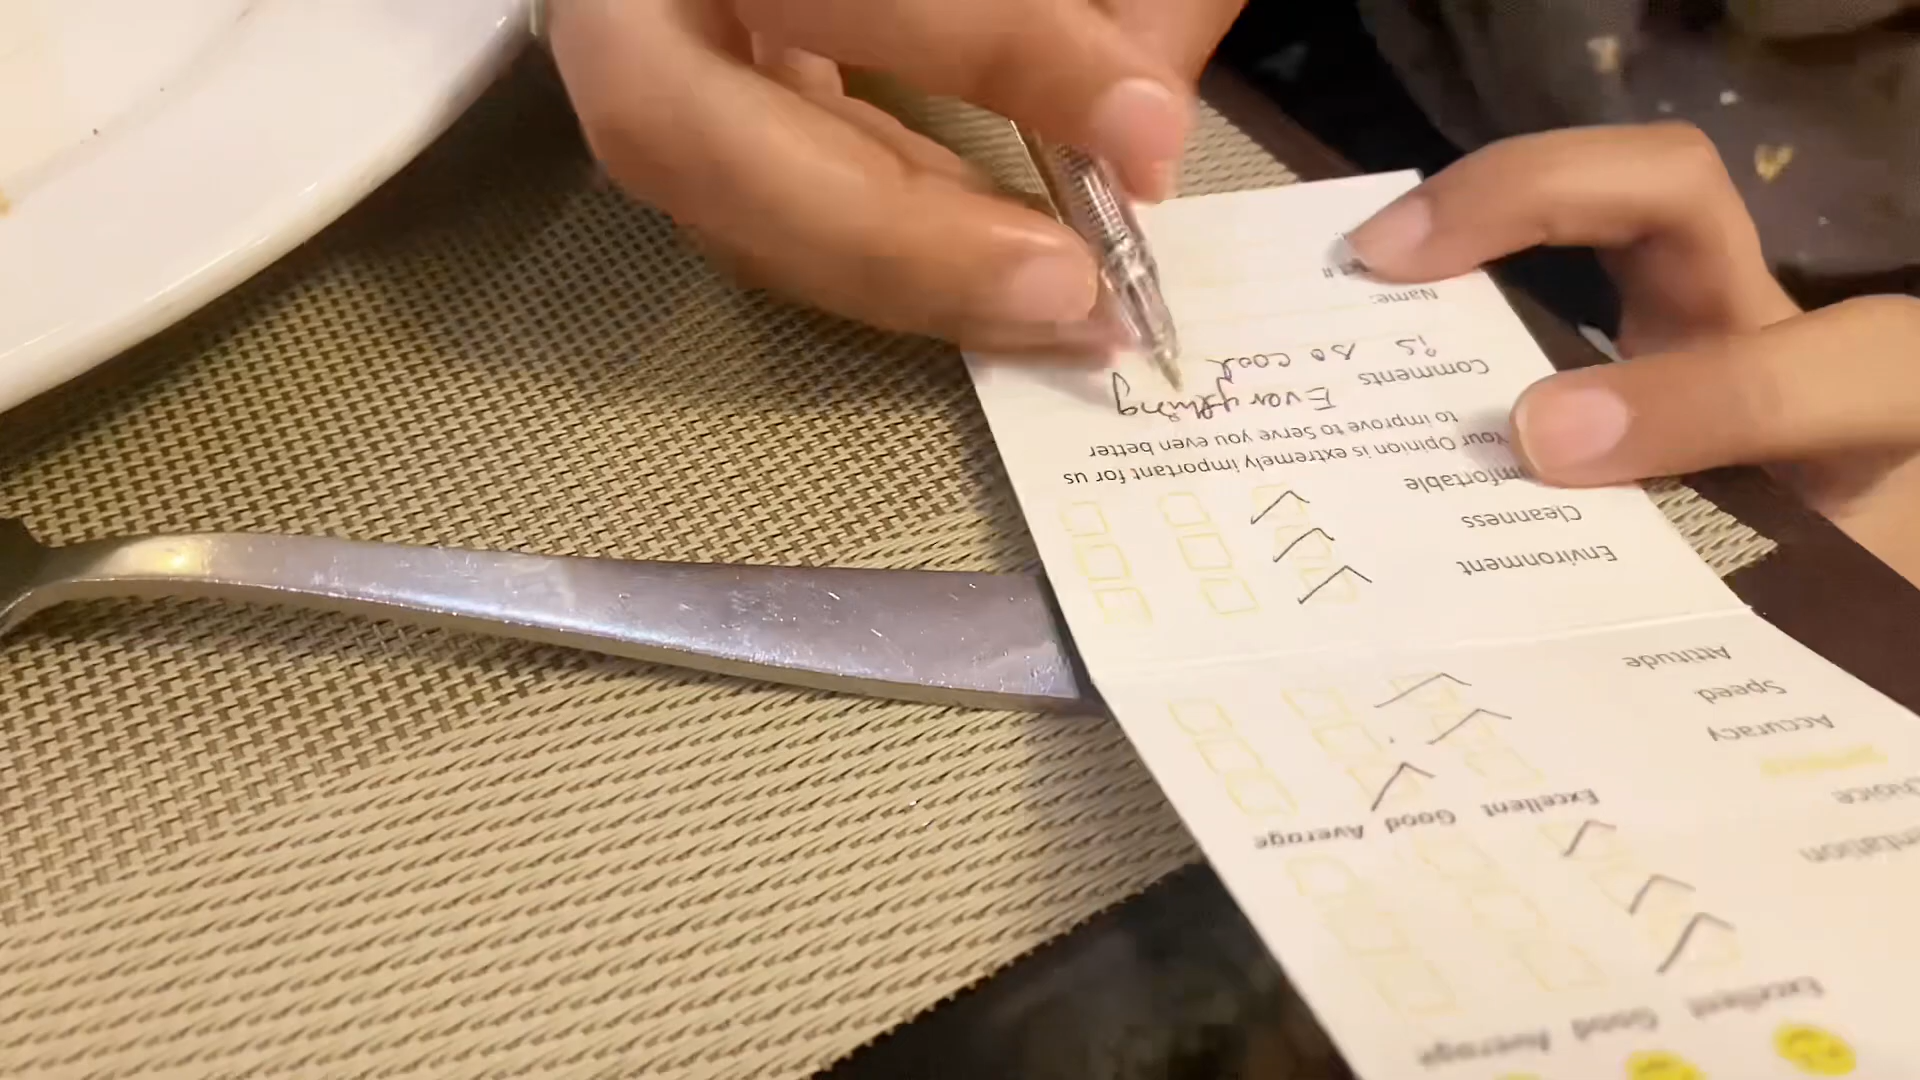 Excellent Good Average
Excellent Good Average
Accuracy
Speed
Attitude
Environment
Cleanness
Your Opinion is extremely important for us
to improve to Serve you even better
Comments Everything
is so cool
Name: